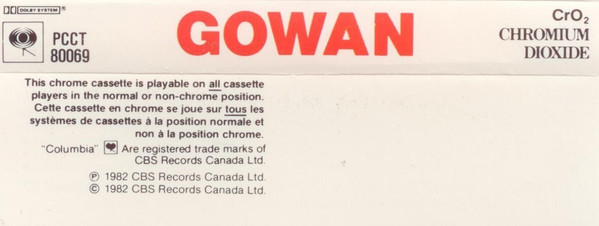 DOLBY SYSTEM®
PCCT
80069
GOWAN
CrO₂
CHROMIUM
DIOXIDE
This chrome cassette is playable on all cassette
players in the normal or non-chrome position.
Cette cassette en chrome se joue sur tous les
systèmes de cassettes à la position normale et
non à la position chrome.
"Columbia" Are registered trade marks of
CBS Records Canada Ltd.
℗ 1982 CBS Records Canada Ltd.
© 1982 CBS Records Canada Ltd.